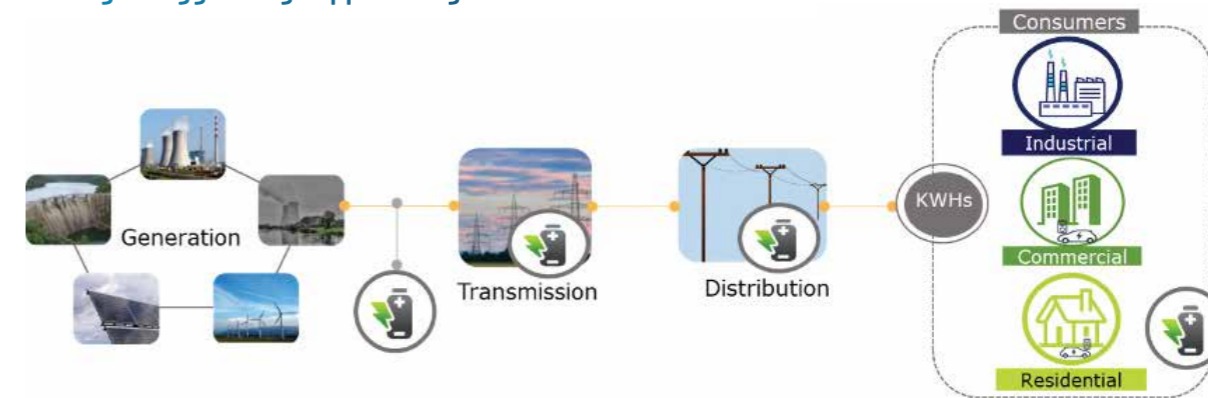 Consumers
Industrial
KWHs
Commercial
Generation
Transmission
Distribution
Residential